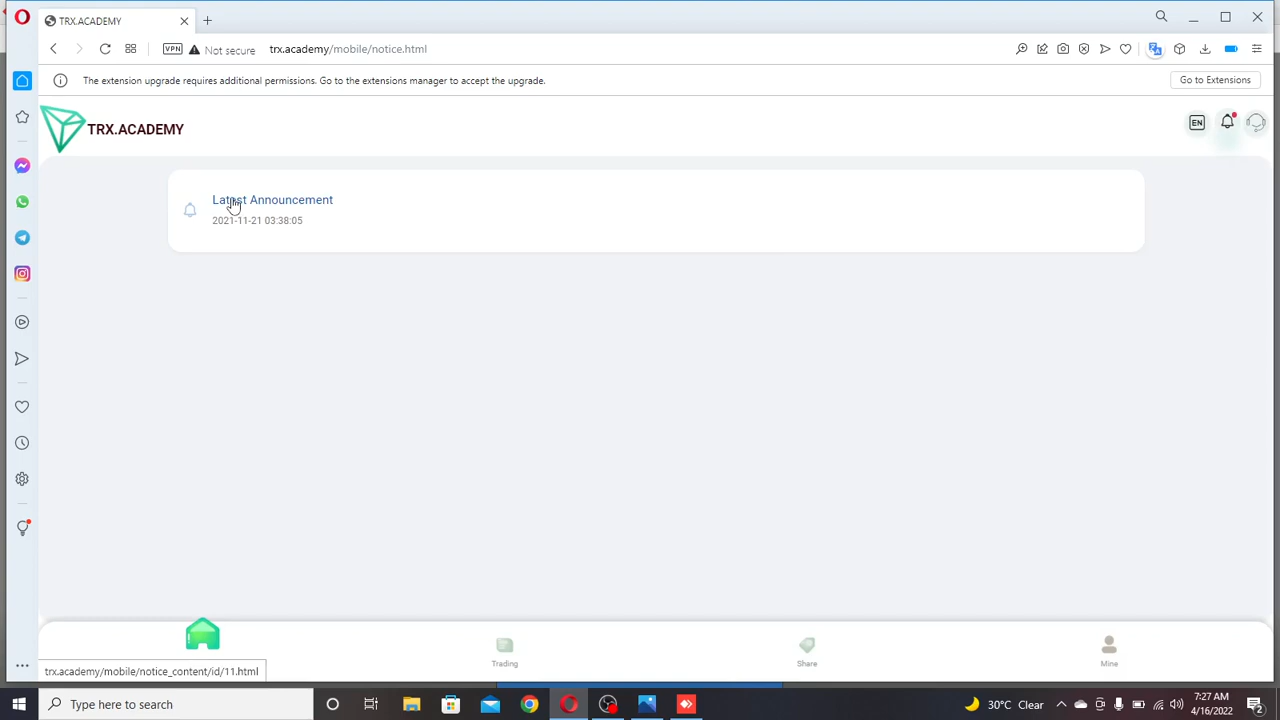 TRX.ACADEMY
VPN
Not secure
trx.academy/mobile/notice.html
The extension upgrade requires additional permissions. Go to the extensions manager to accept the upgrade.
Go to Extensions
TRX.ACADEMY
EN
Latest Announcement
2021-11-21 03:38:05
Trading
Share
Mine
trx.academy/mobile/notice_content/id/11.html
Type here to search
30°C Clear
7:27 AM
4/16/2022
2